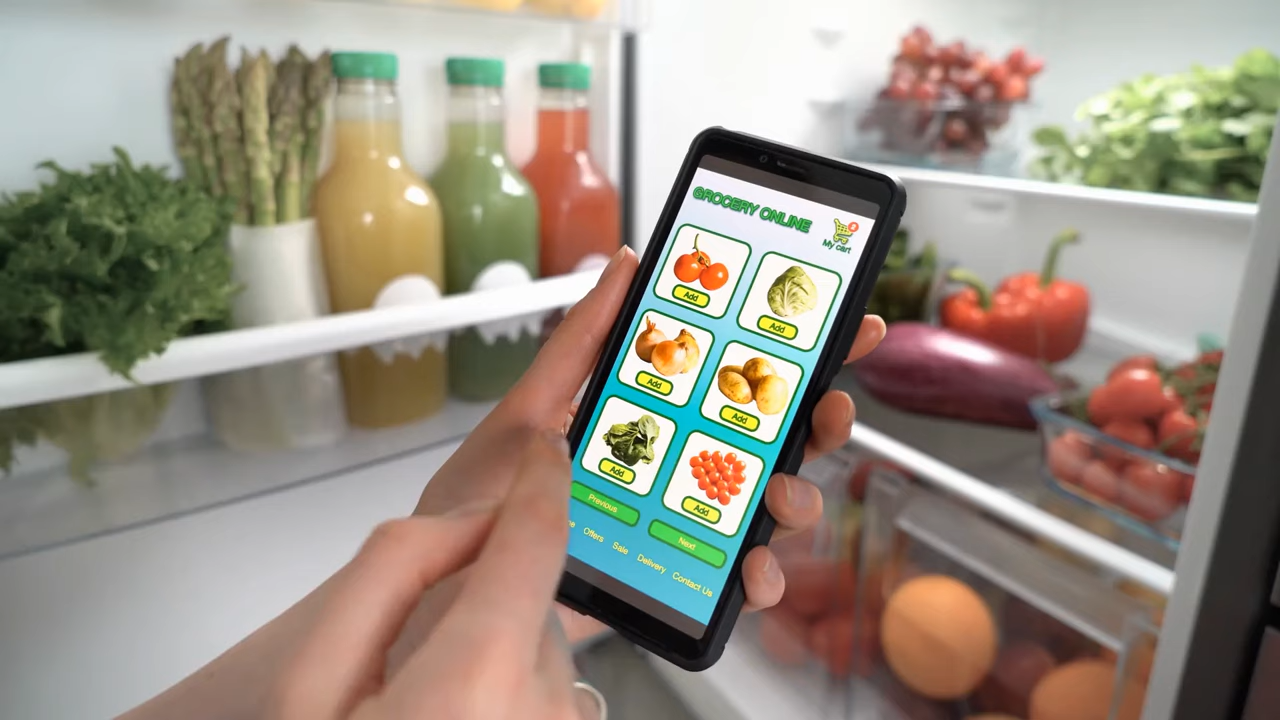 GROCERY ONLINE
My cart
Add
Add
Add
Add
Add
Add
Previous
Next
Offers
Sale
Delivery
Contact Us